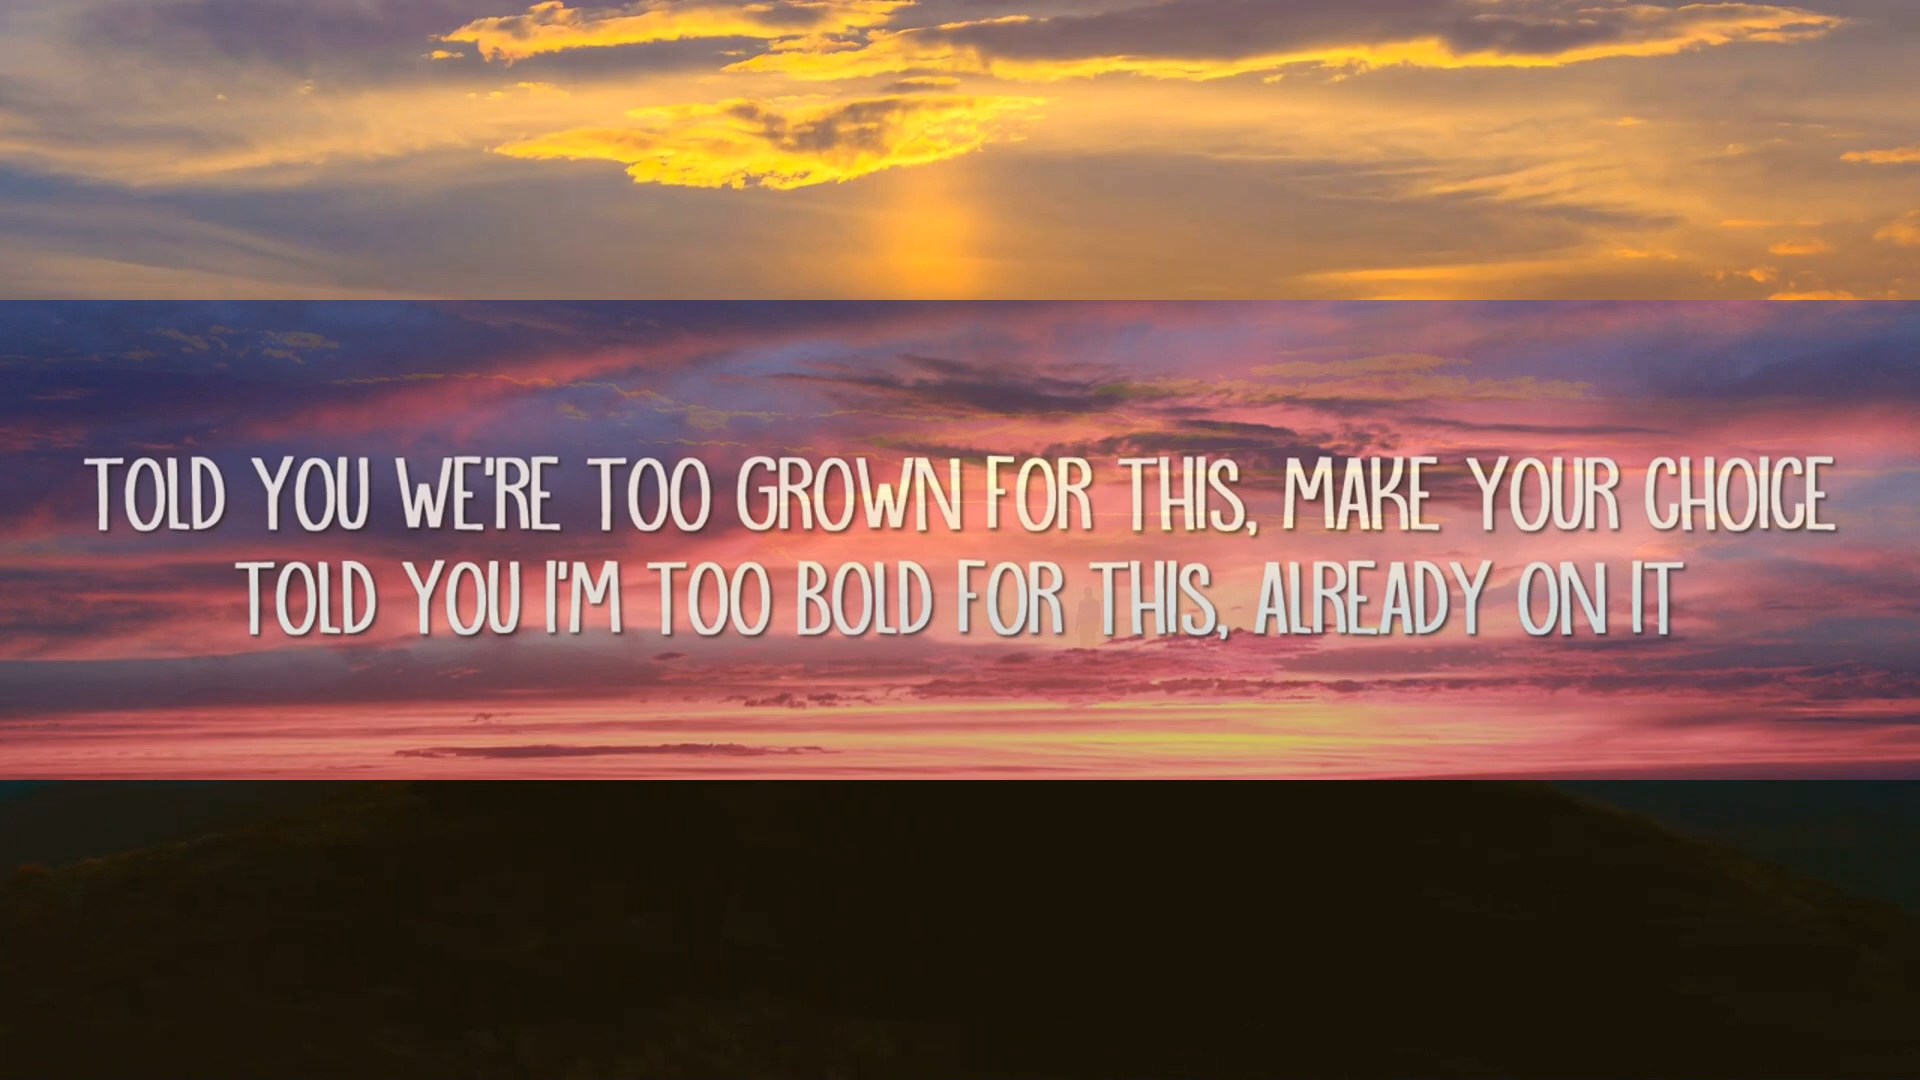 TOLD YOU WE'RE TOO GROWN FOR THIS, MAKE YOUR CHOICE
TOLD YOU I'M TOO BOLD FOR THIS, ALREADY ON IT